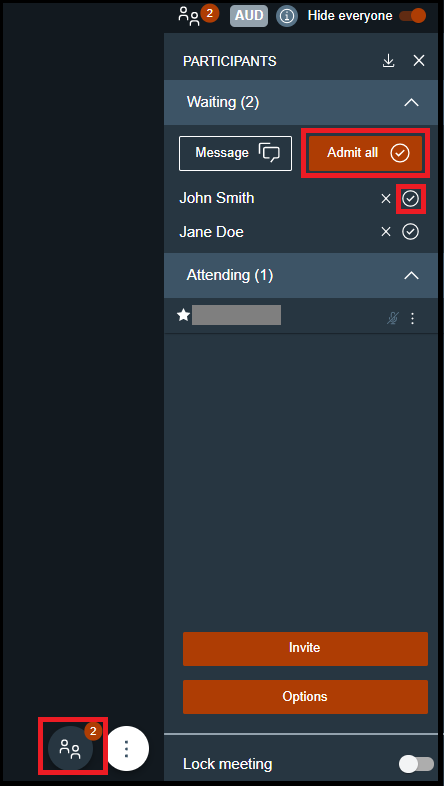 2 AUD Hide everyone
PARTICIPANTS
Waiting (2)
Message Admit all
John Smith
Jane Doe
Attending (1)
Invite
Options
2
Lock meeting